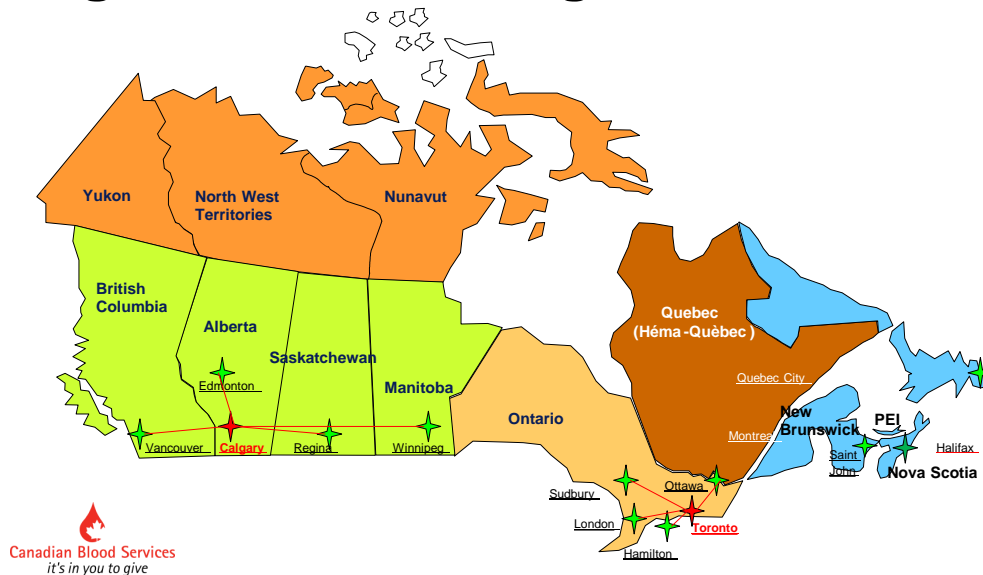 Yukon
North West
Territories
Nunavut
British
Columbia
Alberta
Saskatchewan
Manitoba
Edmonton
Vancouver
Calgary
Regina
Winnipeg
Ontario
Quebec
(Héma -Quèbec )
Quebec City
Montreal
New
Brunswick
PEI
Saint
John
Halifax
Nova Scotia
Sudbury
Ottawa
London
Toronto
Hamilton
Canadian Blood Services
it's in you to give